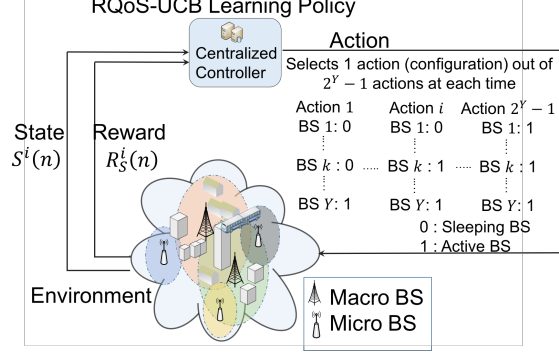 RQoS-UCB Learning Policy
Centralized
Controller
Action
Selects 1 action (configuration) out of
2^Y − 1 actions at each time
State
S^i(n)
Reward
R_S^i(n)
Action 1 Action i Action 2^Y − 1
BS 1: 0 BS 1: 0 BS 1: 1
⋮ ⋮ ⋮
BS k : 0 ..... BS k : 1 ..... BS k : 1
⋮ ⋮ ⋮
BS Y: 1 BS Y: 1 BS Y: 1
0 : Sleeping BS
1 : Active BS
Environment
Macro BS
Micro BS